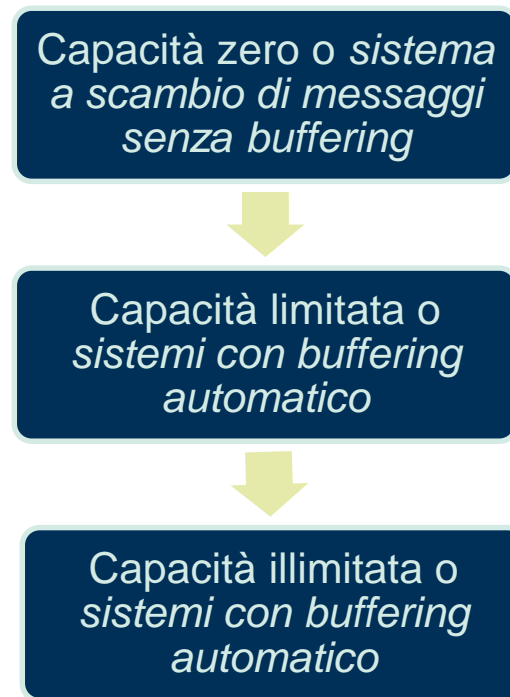 Capacità zero o sistema
a scambio di messaggi
senza buffering
Capacità limitata o
sistemi con buffering
automatico
Capacità illimitata o
sistemi con buffering
automatico